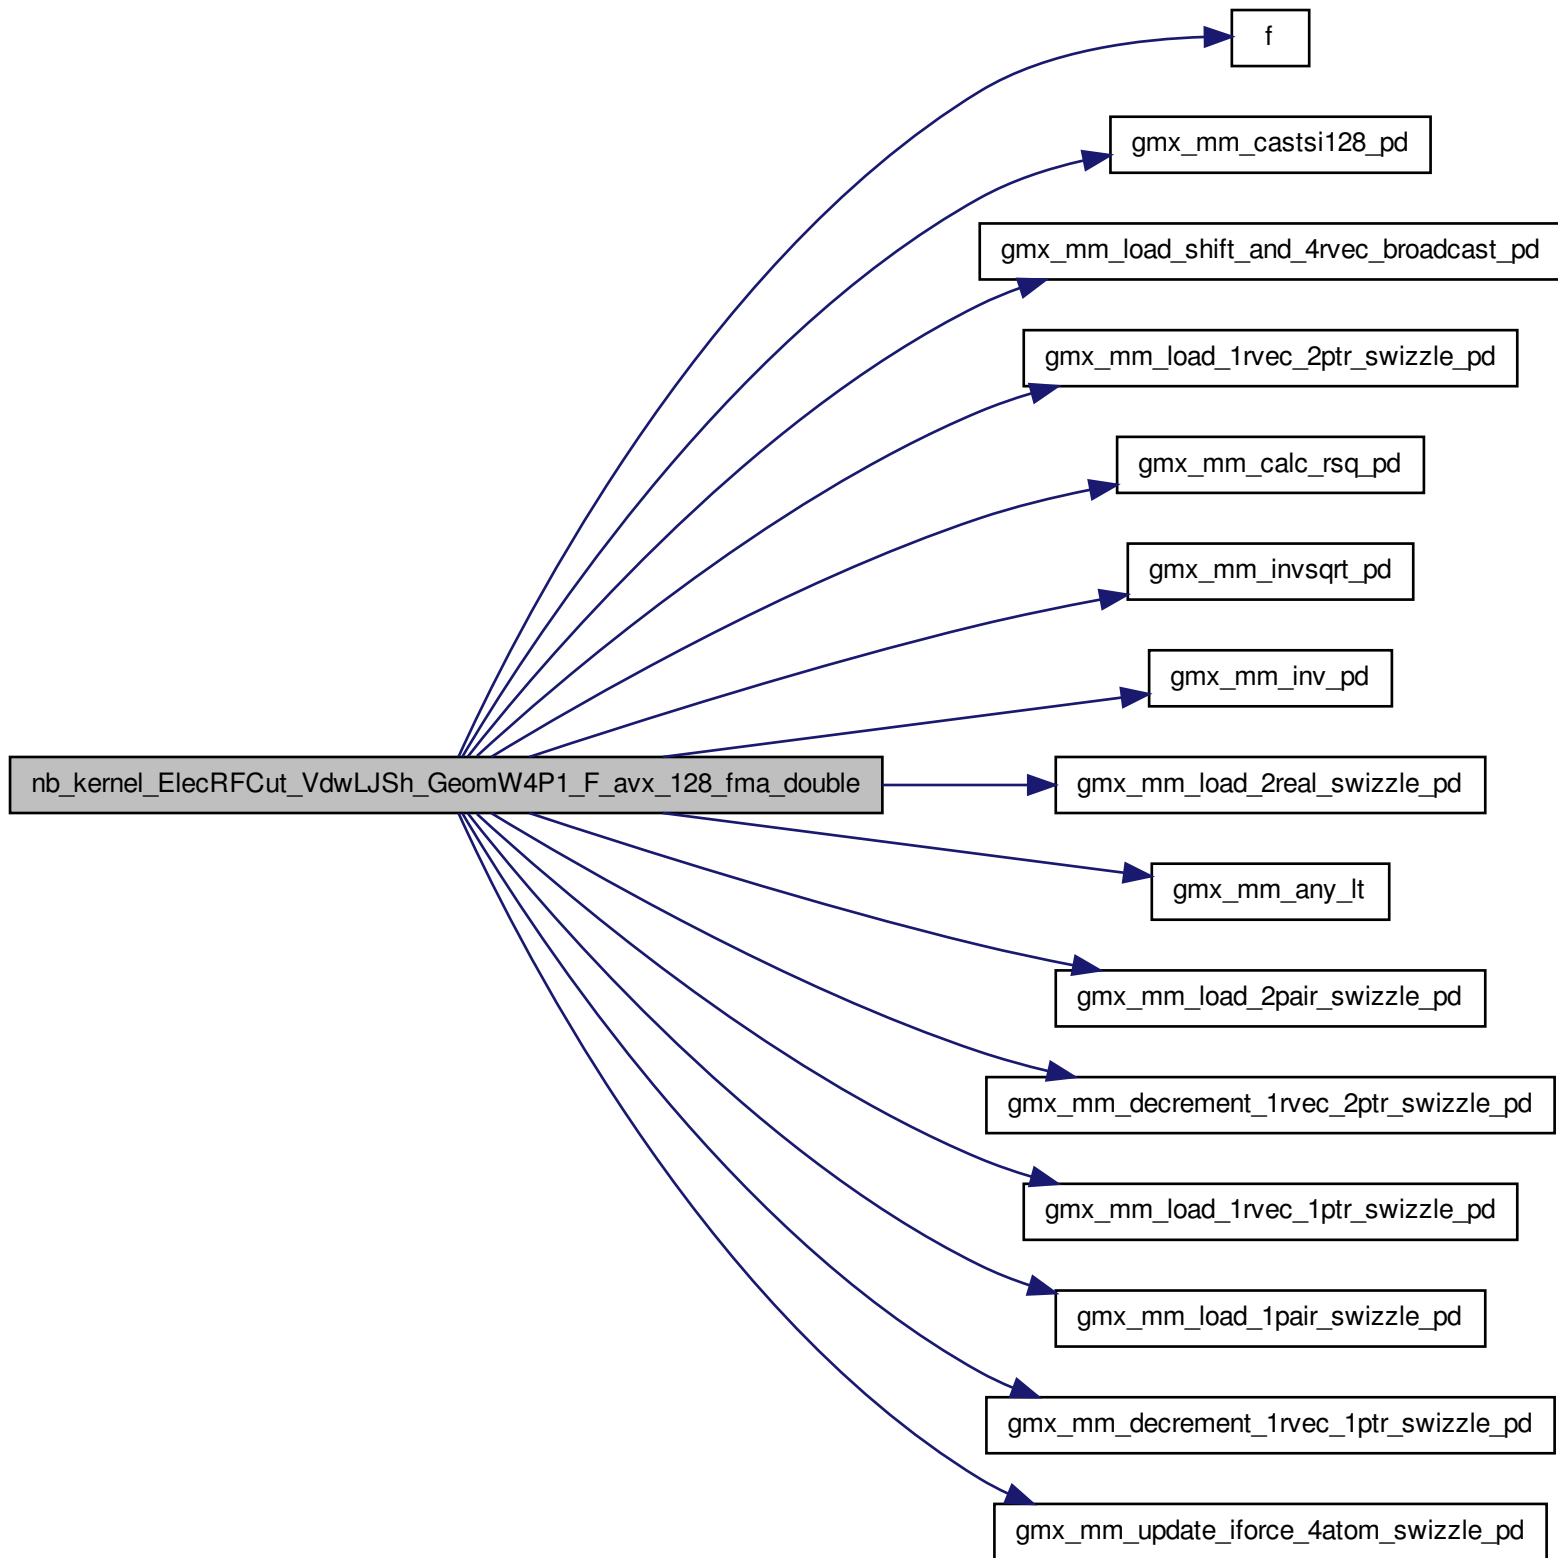 f
gmx_mm_castsi128_pd
gmx_mm_load_shift_and_4rvec_broadcast_pd
gmx_mm_load_1rvec_2ptr_swizzle_pd
gmx_mm_calc_rsq_pd
gmx_mm_invsqrt_pd
gmx_mm_inv_pd
nb_kernel_ElecRFCut_VdwLJSh_GeomW4P1_F_avx_128_fma_double
gmx_mm_load_2real_swizzle_pd
gmx_mm_any_lt
gmx_mm_load_2pair_swizzle_pd
gmx_mm_decrement_1rvec_2ptr_swizzle_pd
gmx_mm_load_1rvec_1ptr_swizzle_pd
gmx_mm_load_1pair_swizzle_pd
gmx_mm_decrement_1rvec_1ptr_swizzle_pd
gmx_mm_update_iforce_4atom_swizzle_pd